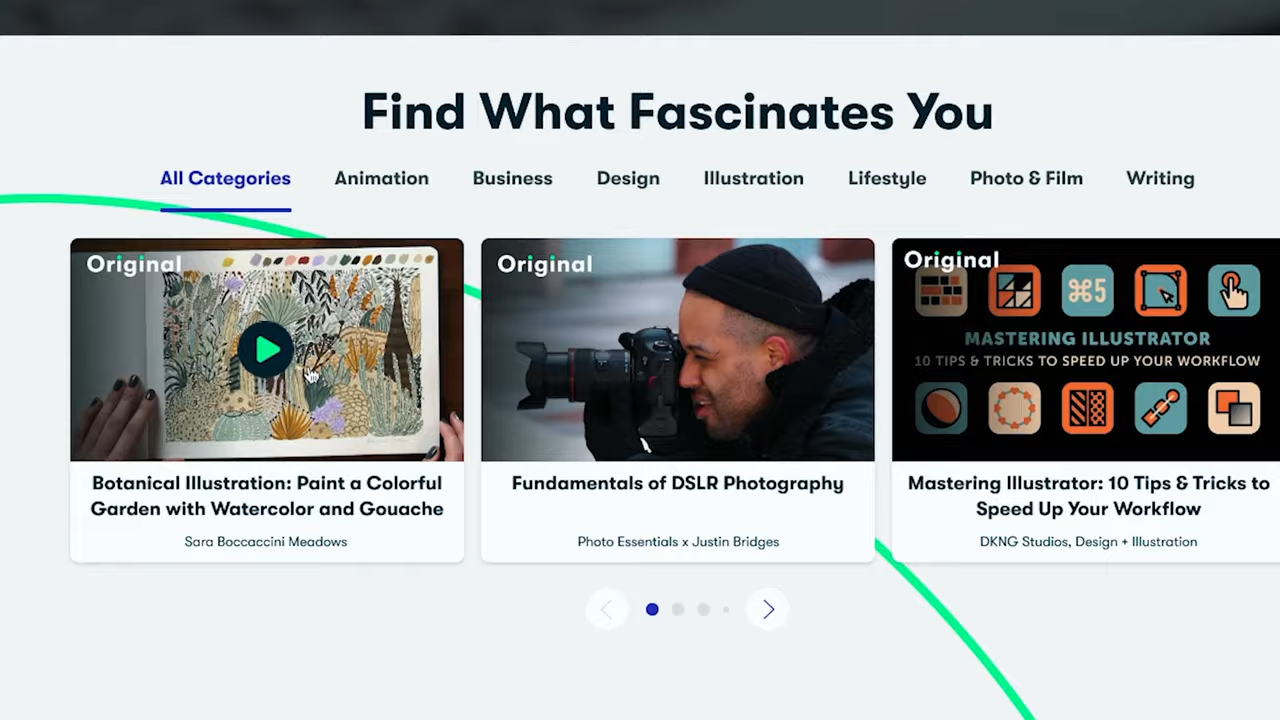 Find What Fascinates You
All Categories Animation Business Design Illustration Lifestyle Photo & Film Writing
Original
Original
Original
⌘5
MASTERING ILLUSTRATOR
10 TIPS & TRICKS TO SPEED UP YOUR WORKFLOW
Botanical Illustration: Paint a Colorful
Garden with Watercolor and Gouache
Sara Boccaccini Meadows
Fundamentals of DSLR Photography
Photo Essentials x Justin Bridges
Mastering Illustrator: 10 Tips & Tricks to
Speed Up Your Workflow
DKNG Studios, Design + Illustration